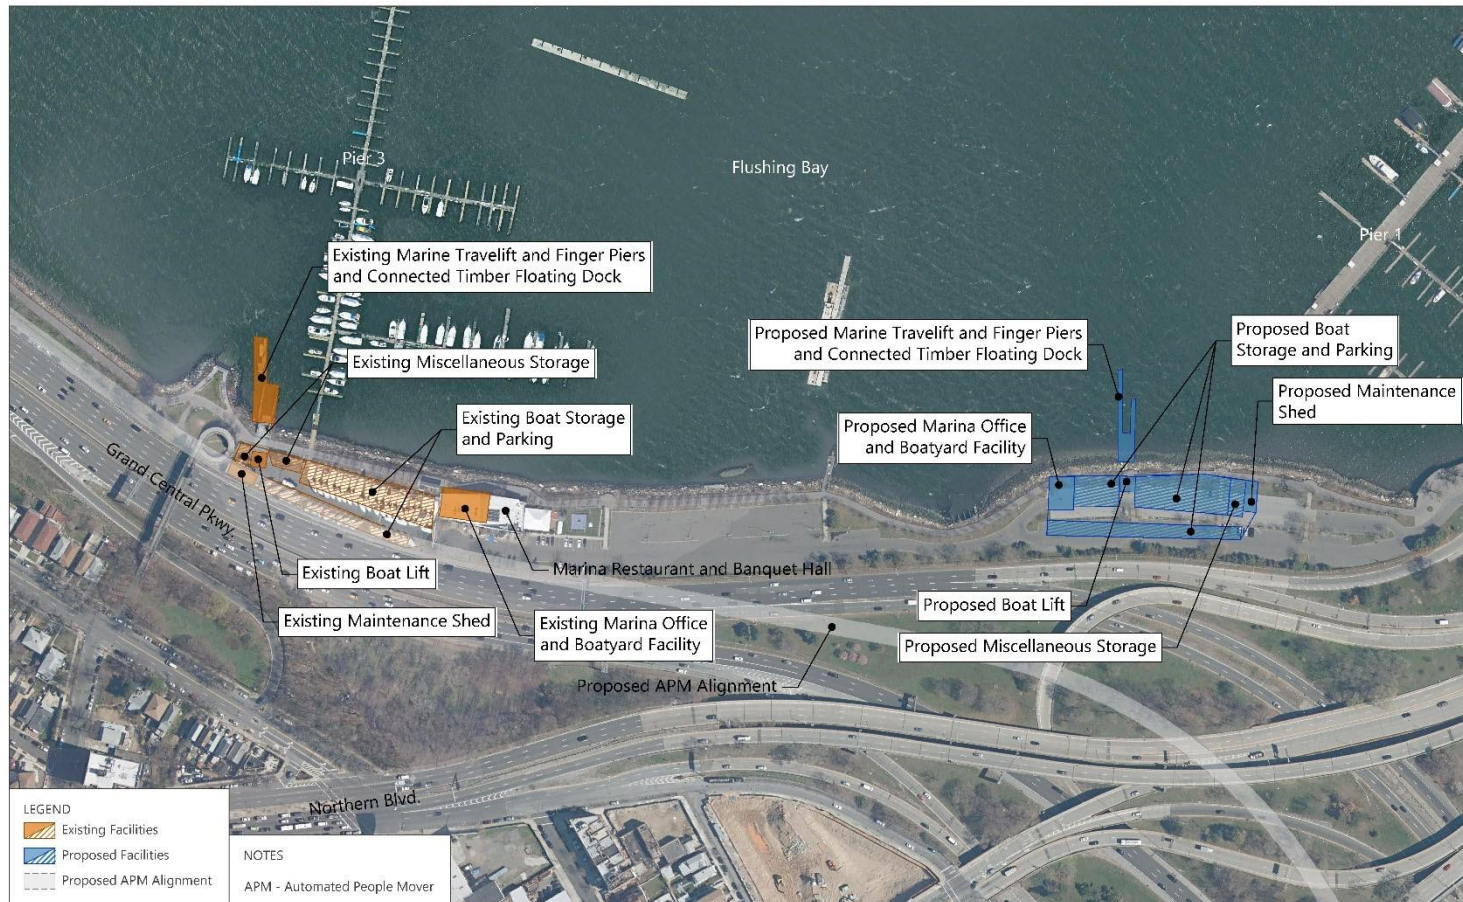 Pier 3
Flushing Bay
Pier 1
Existing Marine Travelift and Finger Piers
and Connected Timber Floating Dock
Existing Miscellaneous Storage
Proposed Marine Travelift and Finger Piers
and Connected Timber Floating Dock
Proposed Boat
Storage and Parking
Proposed Maintenance
Shed
Existing Boat Storage
and Parking
Proposed Marina Office
and Boatyard Facility
Grand Central Pkwy.
Existing Boat Lift
Marina Restaurant and Banquet Hall
Existing Maintenance Shed
Existing Marina Office
and Boatyard Facility
Proposed Boat Lift
Proposed Miscellaneous Storage
Proposed APM Alignment
Northern Blvd.
LEGEND
Existing Facilities
Proposed Facilities
Proposed APM Alignment
NOTES
APM - Automated People Mover